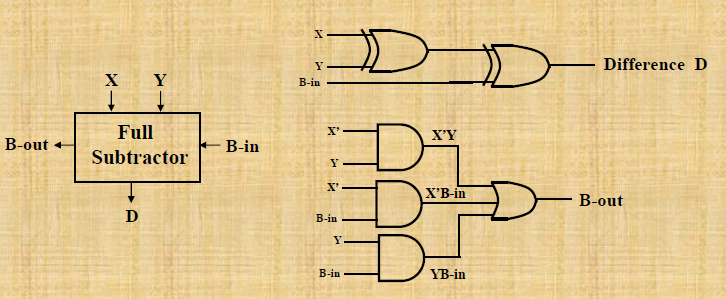 X Y
Full
Subtractor
B-out
B-in
D
X
Y
B-in
Difference D
X'
Y
X'Y
X'
B-in
X'B-in
Y
B-in
YB-in
B-out